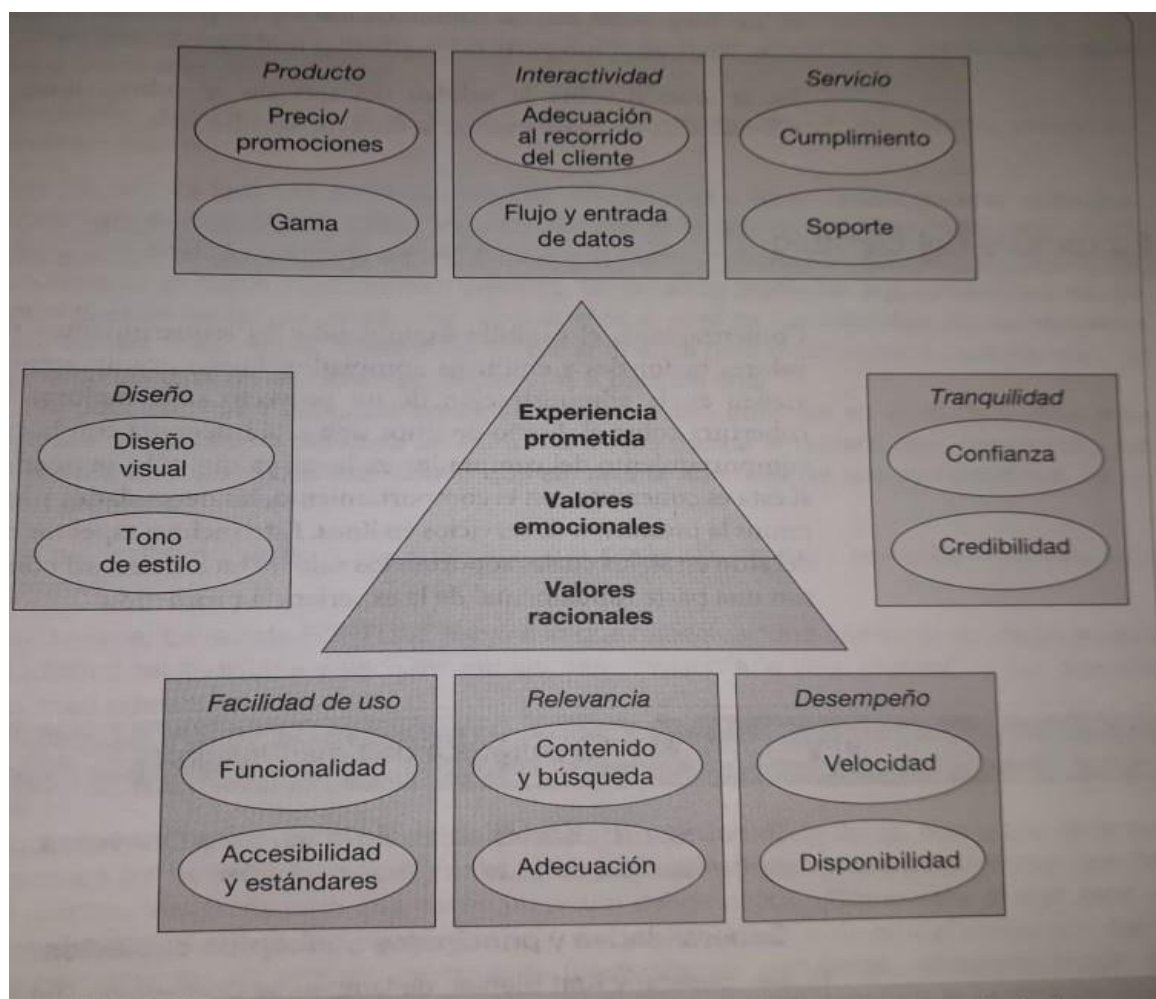 Producto
Precio/
promociones
Gama
Interactividad
Adecuación
al recorrido
del cliente
Flujo y entrada
de datos
Servicio
Cumplimiento
Soporte
Diseño
Diseño
visual
Tono
de estilo
Experiencia
prometida
Valores
emocionales
Valores
racionales
Tranquilidad
Confianza
Credibilidad
Facilidad de uso
Funcionalidad
Accesibilidad
y estándares
Relevancia
Contenido
y búsqueda
Adecuación
Desempeño
Velocidad
Disponibilidad